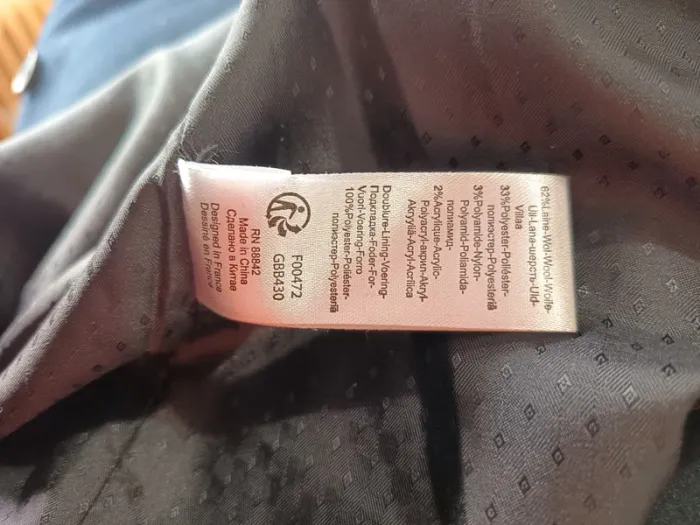 62%Laine-Wol-Wool-Wolle-
Ull-Lana-шерсть-Uld-
Villaa
33%Polyester-Poliéster-
полиэстер-Polyesteriä
3%Polyamide-Nylon-
Polyamid-Poliamida-
полиамид-
2%Acrylique-Acrylic-
Polyacryl-акрил-Akryl-
Akryyliä-Acryl-Acrílica
Doublure-Lining-Voering-
Подкладка-Foder-For-
Vuori-Voering-Forro
100%Polyester-Poliéster-
полиэстер-Polyesteriä
F00472
GBB430
RN 88842
Made in China
Сделано в Китае
Designed in France
Dessiné en France